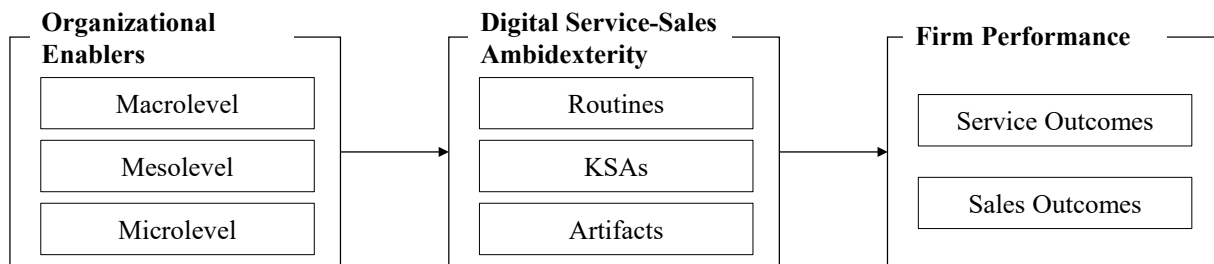 Organizational
Enablers
Macrolevel
Mesolevel
Microlevel
Digital Service-Sales
Ambidexterity
Routines
KSAs
Artifacts
Firm Performance
Service Outcomes
Sales Outcomes